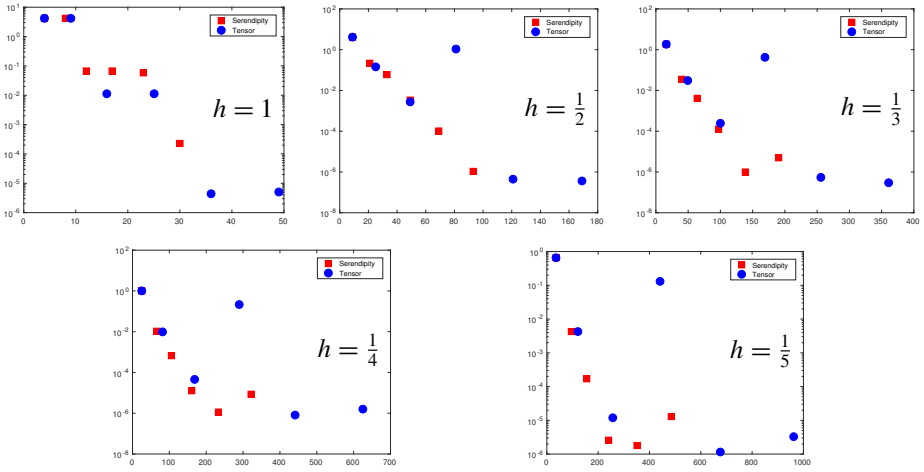 10^1
10^0
10^-1
10^-2
10^-3
10^-4
10^-5
10^-6
0 10 20 30 40 50
Serendipity
Tensor
h = 1
10^2
10^0
10^-2
10^-4
10^-6
10^-8
0 20 40 60 80 100 120 140 160 180
Serendipity
Tensor
h = 1/2
10^2
10^0
10^-2
10^-4
10^-6
10^-8
0 50 100 150 200 250 300 350 400
Serendipity
Tensor
h = 1/3
10^2
10^0
10^-2
10^-4
10^-6
10^-8
0 100 200 300 400 500 600 700
Serendipity
Tensor
h = 1/4
10^0
10^-1
10^-2
10^-3
10^-4
10^-5
10^-6
0 200 400 600 800 1000
Serendipity
Tensor
h = 1/5